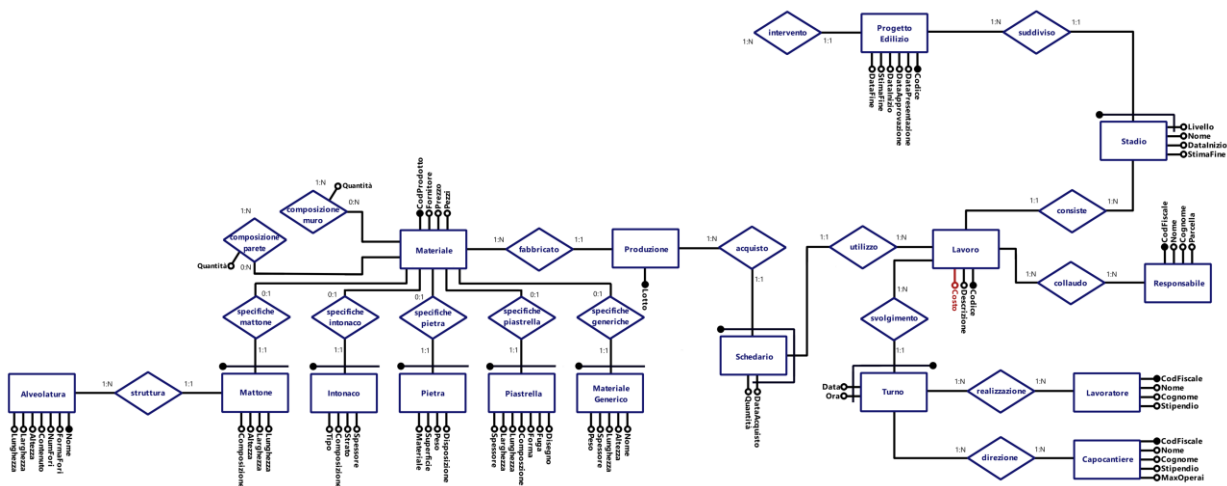 1:N
intervento
1:1
Progetto
Edilizio
1:N
suddiviso
1:1
DataFine
StimaFine
DataInizio
DataApprovazione
DataPresentazione
Codice
Stadio
Livello
Nome
DataInizio
StimaFine
1:N
Quantità
composizione
muro
0:N
1:N
composizione
parete
Quantità
0:N
CodProdotto
Fornitore
Prezzo
Pezzi
Materiale
1:N
fabbricato
1:1
Produzione
Lotto
1:N
acquisto
1:1
1:1
utilizzo
1:N
Lavoro
1:1
consiste
1:N
Costo
Descrizione
Codice
1:N
collaudo
1:N
CodFiscale
Nome
Cognome
Parcella
Responsabile
0:1
specifiche
mattone
1:1
0:1
specifiche
intonaco
1:1
0:1
specifiche
pietra
1:1
0:1
specifiche
piastrella
1:1
0:1
specifiche
generiche
1:1
1:N
svolgimento
1:1
Schedario
Quantità
DataAcquisto
Alveolatura
1:N
struttura
1:1
Mattone
Intonaco
Pietra
Piastrella
Materiale
Generico
Lunghezza
Larghezza
Altezza
Contenuto
NumFori
FormaFori
Nome
Composizione
Altezza
Larghezza
Lunghezza
Tipo
Composizione
Strato
Spessore
Materiale
Superficie
Peso
Disposizione
Spessore
Larghezza
Lunghezza
Composzione
Forma
Fuga
Disegno
Peso
Spessore
Lunghezza
Altezza
Nome
Data
Ora
Turno
1:N
realizzazione
1:N
Lavoratore
CodFiscale
Nome
Cognome
Stipendio
1:N
direzione
1:N
Capocantiere
CodFiscale
Nome
Cognome
Stipendio
MaxOperai